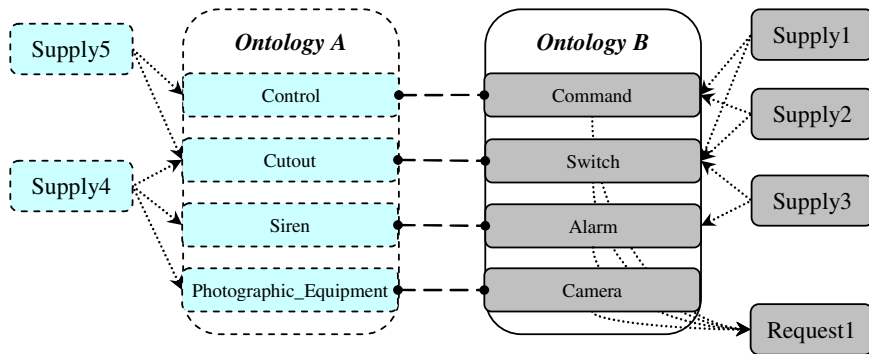 Supply5
Supply4
Ontology A
Control
Cutout
Siren
Photographic_Equipment
Ontology B
Command
Switch
Alarm
Camera
Supply1
Supply2
Supply3
Request1